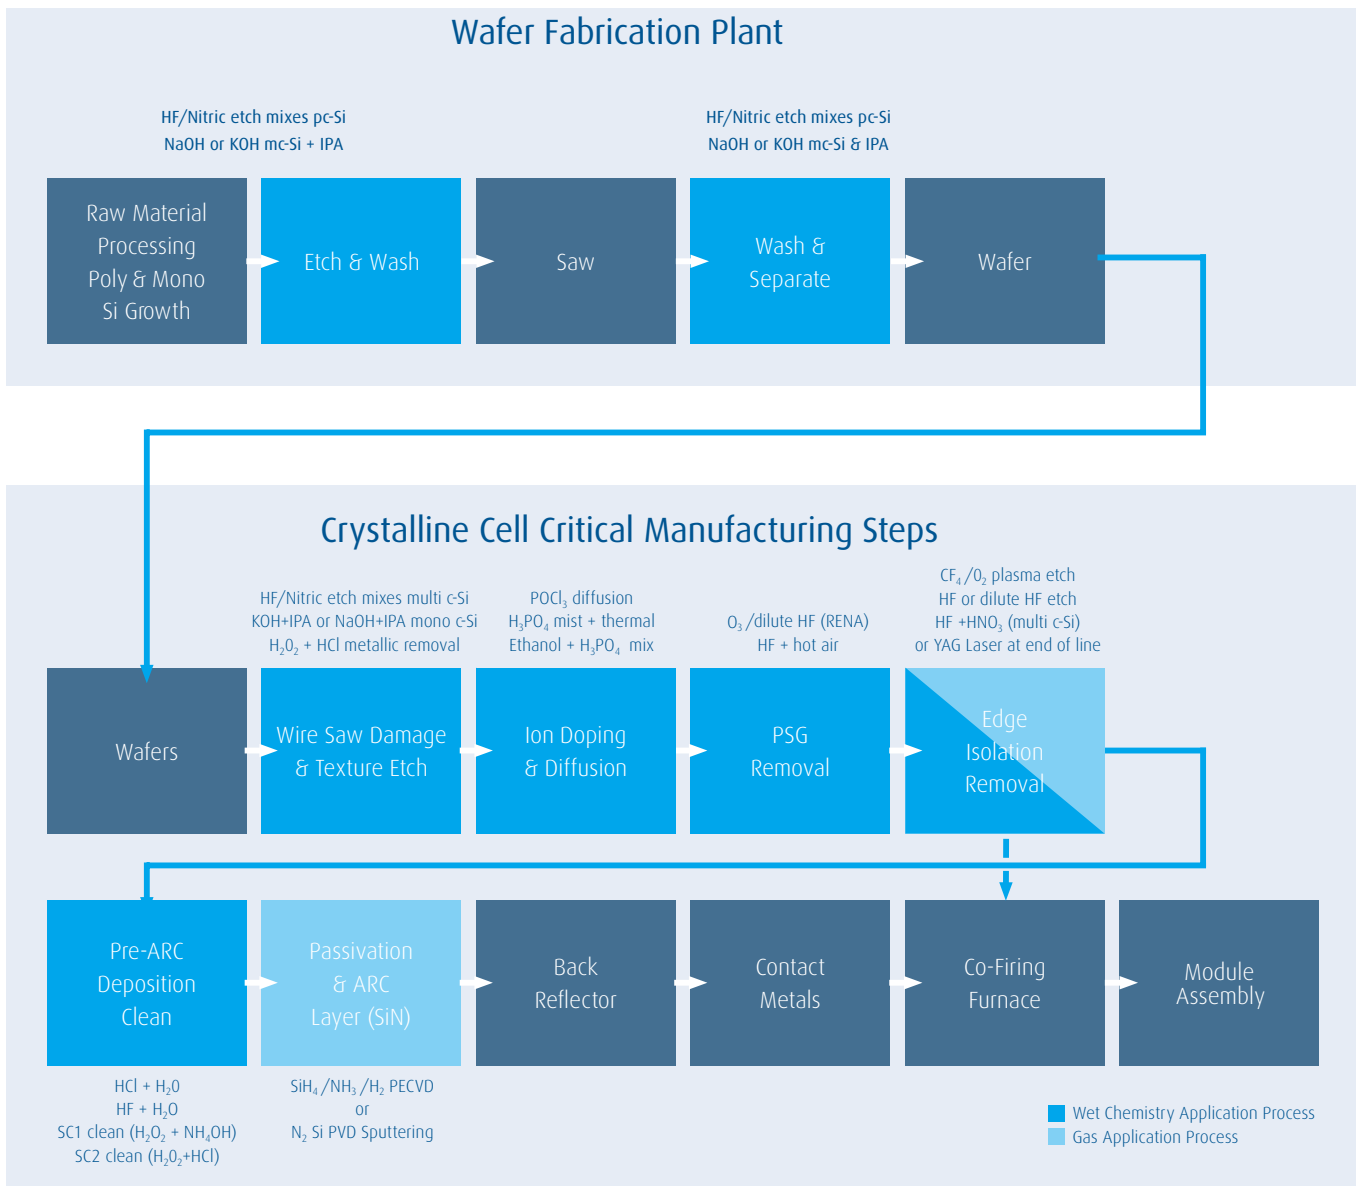 Wafer Fabrication Plant
HF/Nitric etch mixes pc-Si
NaOH or KOH mc-Si + IPA
HF/Nitric etch mixes pc-Si
NaOH or KOH mc-Si & IPA
Raw Material
Processing
Poly & Mono
Si Growth
Etch & Wash
Saw
Wash &
Separate
Wafer
Crystalline Cell Critical Manufacturing Steps
HF/Nitric etch mixes multi c-Si
KOH+IPA or NaOH+IPA mono c-Si
H₂0₂ + HCl metallic removal
POCl₃ diffusion
H₃PO₄ mist + thermal
Ethanol + H₃PO₄ mix
O₃/dilute HF (RENA)
HF + hot air
CF₄/0₂ plasma etch
HF or dilute HF etch
HF +HNO₃ (multi c-Si)
or YAG Laser at end of line
Wafers
Wire Saw Damage
& Texture Etch
Ion Doping
& Diffusion
PSG
Removal
Edge
Isolation
Removal
Pre-ARC
Deposition
Clean
Passivation
& ARC
Layer (SiN)
Back
Reflector
Contact
Metals
Co-Firing
Furnace
Module
Assembly
HCl + H₂0
HF + H₂O
SC1 clean (H₂O₂ + NH₄OH)
SC2 clean (H₂0₂+HCl)
SiH₄/NH₃/H₂ PECVD
or
N₂ Si PVD Sputtering
Wet Chemistry Application Process
Gas Application Process